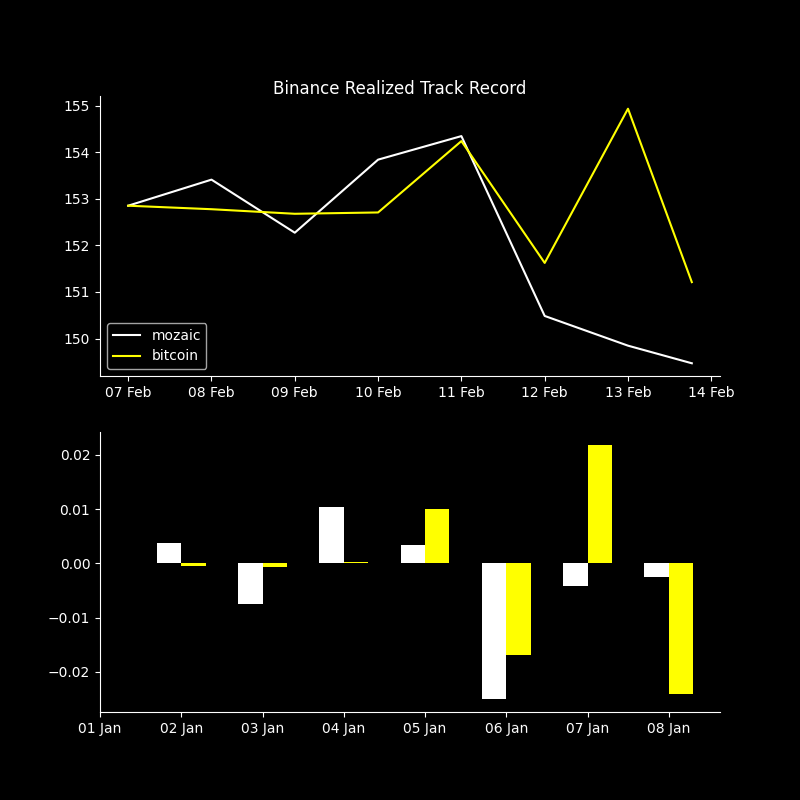 Binance Realized Track Record
155
154
153
152
151
150
mozaic
bitcoin
07 Feb 08 Feb 09 Feb 10 Feb 11 Feb 12 Feb 13 Feb 14 Feb
0.02
0.01
0.00
−0.01
−0.02
01 Jan 02 Jan 03 Jan 04 Jan 05 Jan 06 Jan 07 Jan 08 Jan